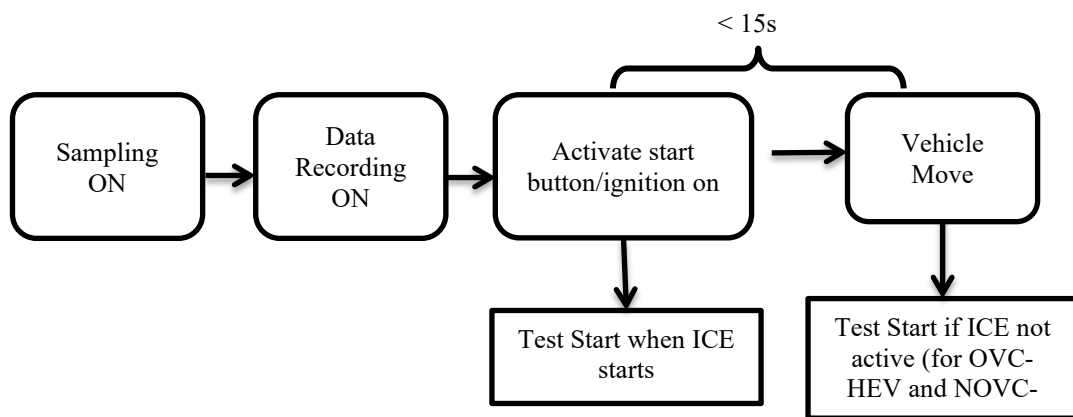 < 15s
Sampling
ON
Data
Recording
ON
Activate start
button/ignition on
Vehicle
Move
Test Start when ICE
starts
Test Start if ICE not
active (for OVC-
HEV and NOVC-